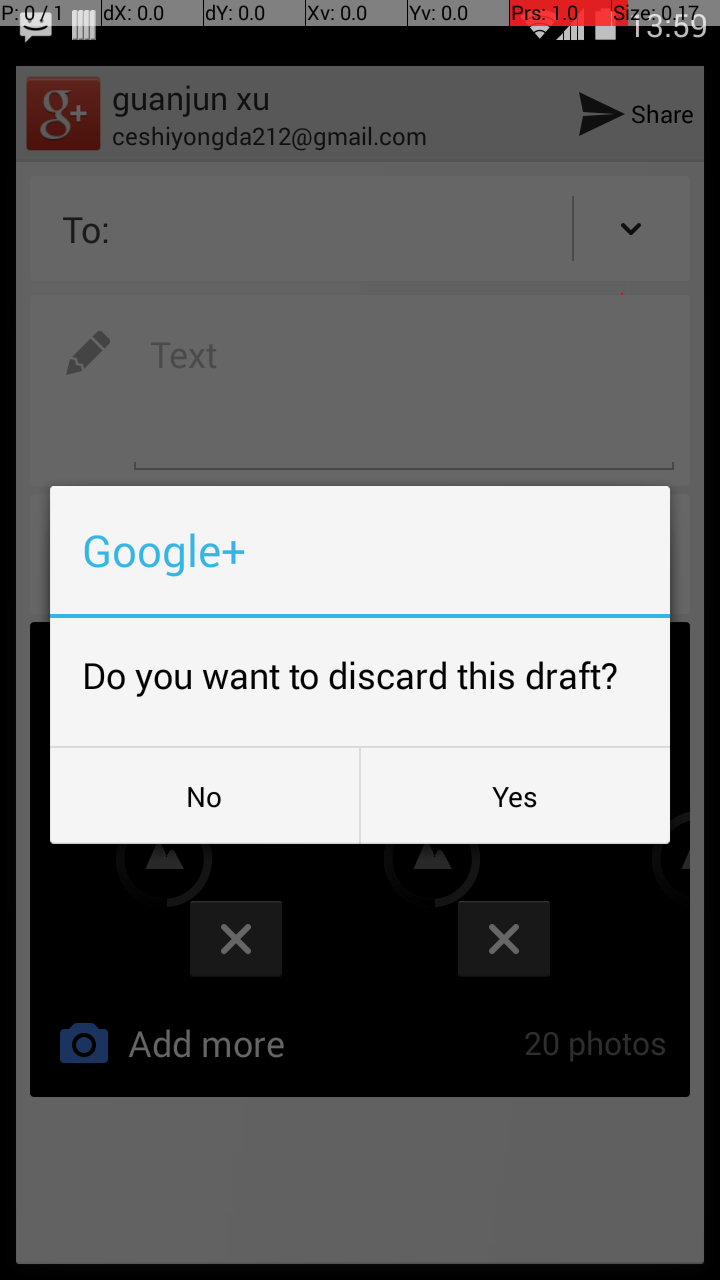 P: 0 / 1 dX: 0.0 dY: 0.0 Xv: 0.0 Yv: 0.0 Prs: 1.0 Size: 0.17
13:59
g+ guanjun xu
ceshiyongda212@gmail.com
Share
To:
Text
Google+
Do you want to discard this draft?
No Yes
Add more 20 photos